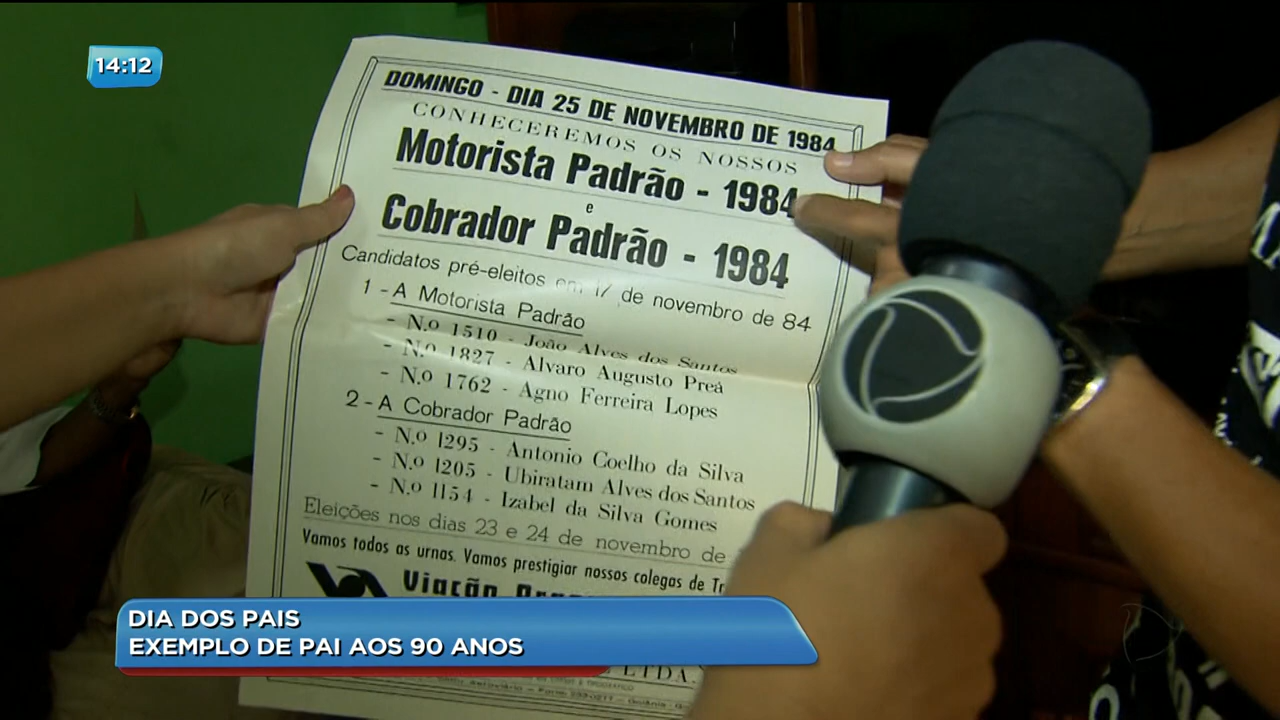 14:12
DOMINGO - DIA 25 DE NOVEMBRO DE 1984
CONHECEREMOS OS NOSSOS
Motorista Padrão - 1984
e
Cobrador Padrão - 1984
Candidatos pré-eleitos em 17 de novembro de 84
1 - A Motorista Padrão
- N.o 1510 - João Alves dos Santos
- N.o 1827 - Alvaro Augusto Preá
- N.o 1762 - Agno Ferreira Lopes
2 - A Cobrador Padrão
- N.o 1295 - Antonio Coelho da Silva
- N.o 1205 - Ubiratam Alves dos Santos
- N.o 1154 - Izabel da Silva Gomes
Eleições nos dias 23 e 24 de novembro de
Vamos todos as urnas. Vamos prestigiar nossos colegas de
Viação
LTDA.
DIA DOS PAIS
EXEMPLO DE PAI AOS 90 ANOS